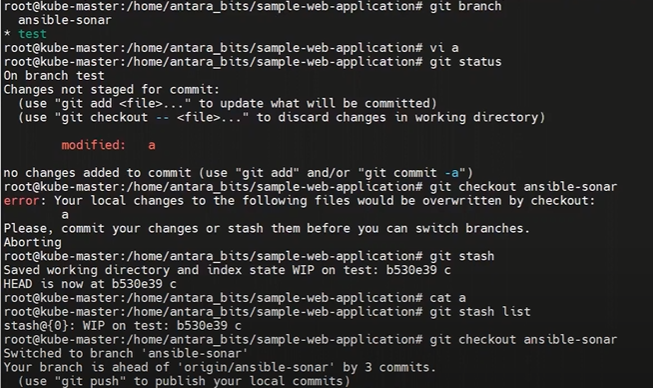 root@kube-master:/home/antara_bits/sample-web-application# git branch
  ansible-sonar
* test
root@kube-master:/home/antara_bits/sample-web-application# vi a
root@kube-master:/home/antara_bits/sample-web-application# git status
On branch test
Changes not staged for commit:
  (use "git add <file>..." to update what will be committed)
  (use "git checkout -- <file>..." to discard changes in working directory)

        modified:   a

no changes added to commit (use "git add" and/or "git commit -a")
root@kube-master:/home/antara_bits/sample-web-application# git checkout ansible-sonar
error: Your local changes to the following files would be overwritten by checkout:
        a
Please, commit your changes or stash them before you can switch branches.
Aborting
root@kube-master:/home/antara_bits/sample-web-application# git stash
Saved working directory and index state WIP on test: b530e39 c
HEAD is now at b530e39 c
root@kube-master:/home/antara_bits/sample-web-application# cat a
root@kube-master:/home/antara_bits/sample-web-application# git stash list
stash@{0}: WIP on test: b530e39 c
root@kube-master:/home/antara_bits/sample-web-application# git checkout ansible-sonar
Switched to branch 'ansible-sonar'
Your branch is ahead of 'origin/ansible-sonar' by 3 commits.
  (use "git push" to publish your local commits)